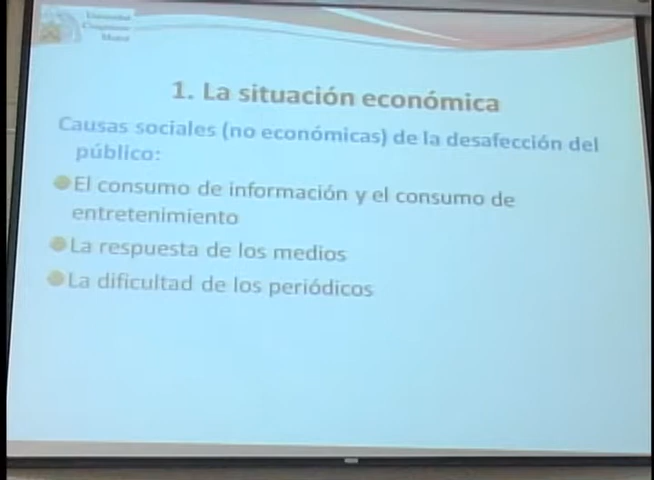 1. La situación económica
Causas sociales (no económicas) de la desafección del
público:
El consumo de información y el consumo de
entretenimiento
La respuesta de los medios
La dificultad de los periódicos